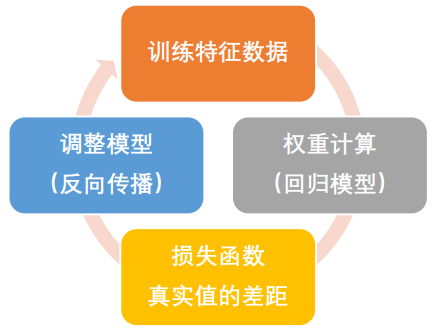 训练特征数据
权重计算
(回归模型)
损失函数
真实值的差距
调整模型
(反向传播)